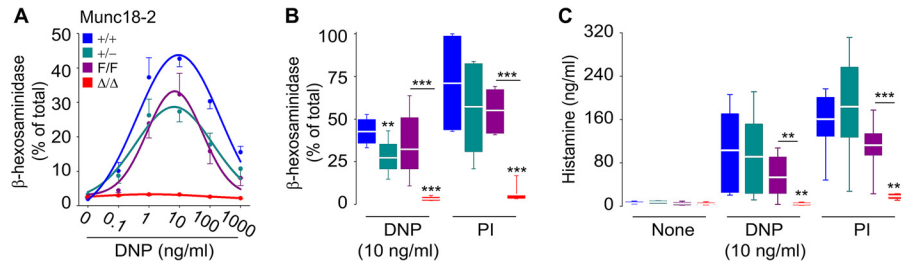 A Munc18-2
β-hexosaminidase
(% of total)
50
40
30
20
10
0
+/+
+/−
F/F
Δ/Δ
0 0.1 1 10 100 1000
DNP (ng/ml)
B
β-hexosaminidase
(% of total)
100
75
50
25
0
** *** *** *** ***
DNP PI
(10 ng/ml)
C
Histamine (ng/ml)
320
240
160
80
0
** ** *** **
None DNP PI
(10 ng/ml)